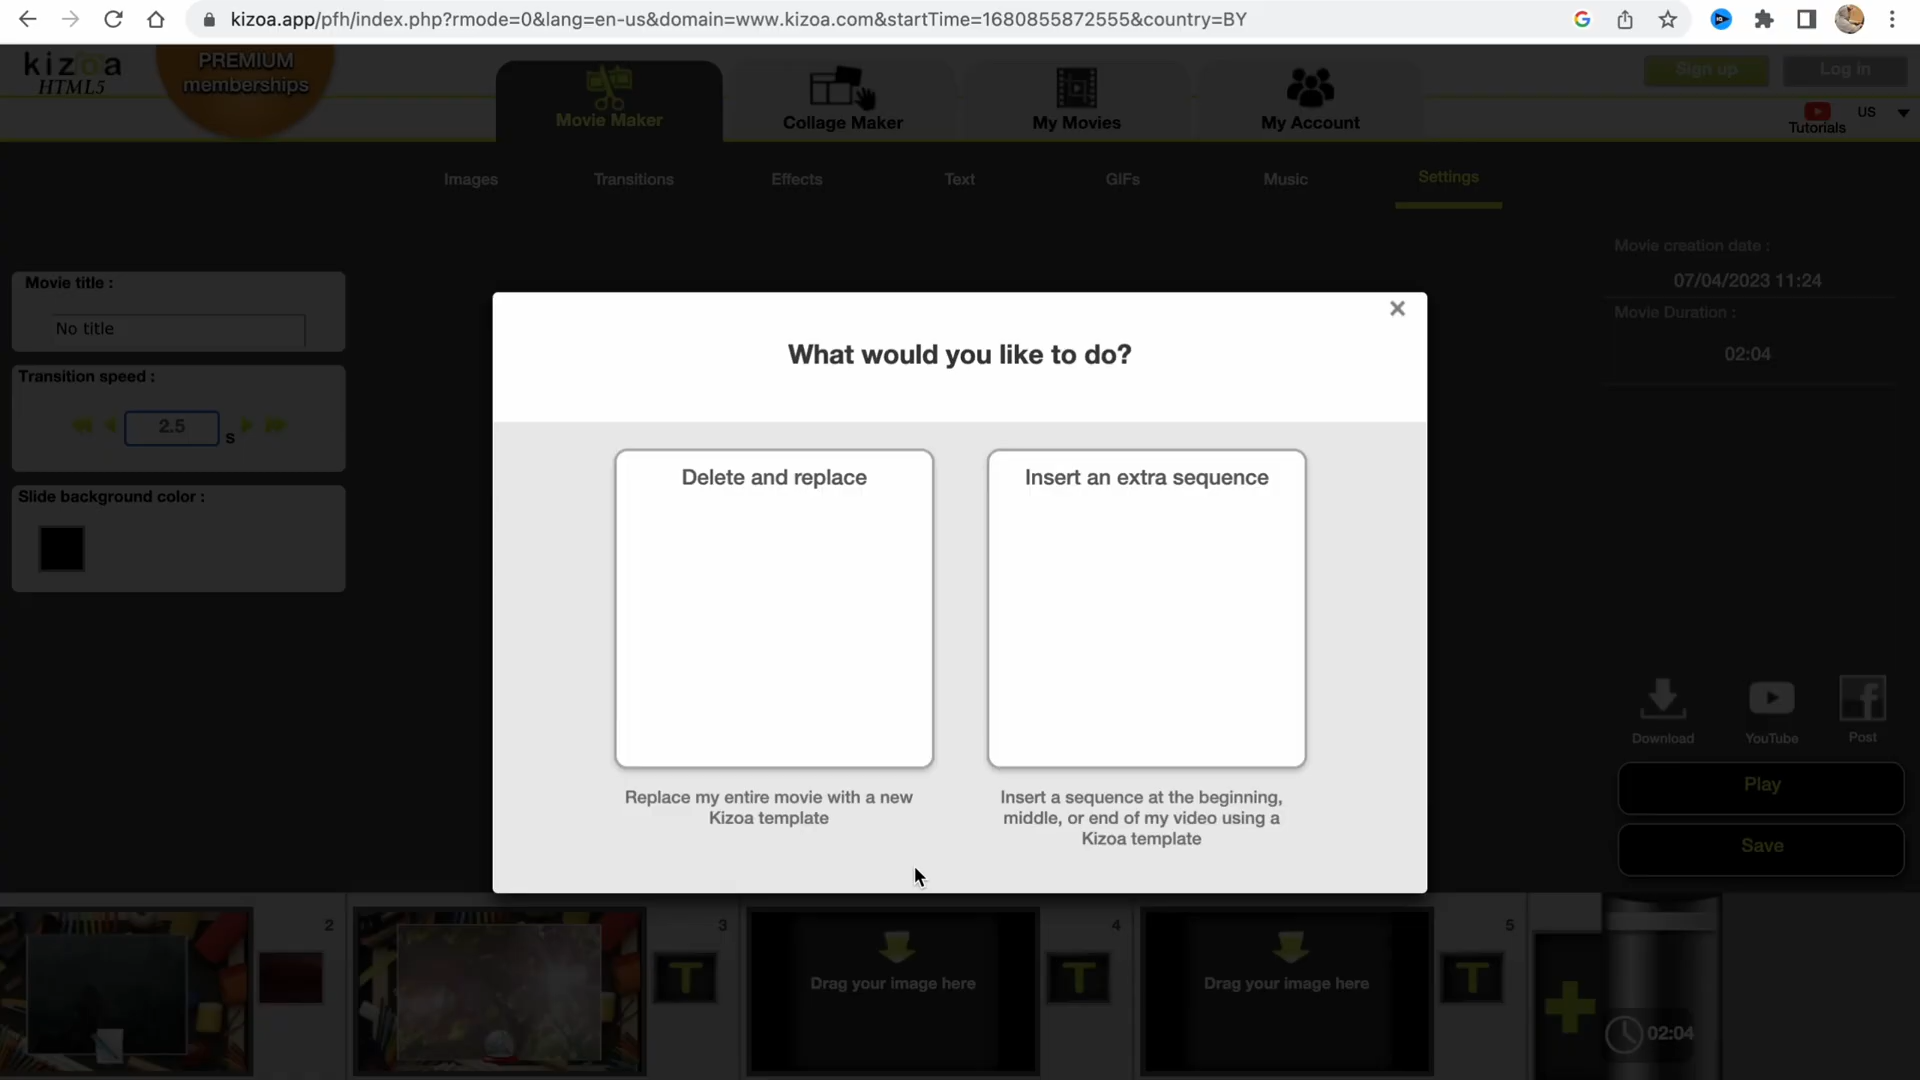 kizoa.app/pfh/index.php?rmode=0&lang=en-us&domain=www.kizoa.com&startTime=1680855872555&country=BY
kizoa
HTML5
PREMIUM
memberships
Movie Maker
Collage Maker
My Movies
My Account
Sign up
Log in
Tutorials
US
Images
Transitions
Effects
Text
GIFs
Music
Settings
Movie title :
No title
Transition speed :
2.5
s
Slide background color :
Movie creation date :
07/04/2023 11:24
Movie Duration :
02:04
What would you like to do?
Delete and replace
Replace my entire movie with a new
Kizoa template
Insert an extra sequence
Insert a sequence at the beginning,
middle, or end of my video using a
Kizoa template
Download
YouTube
Post
Play
Save
2
3
T
Drag your image here
4
T
Drag your image here
5
T
02:04